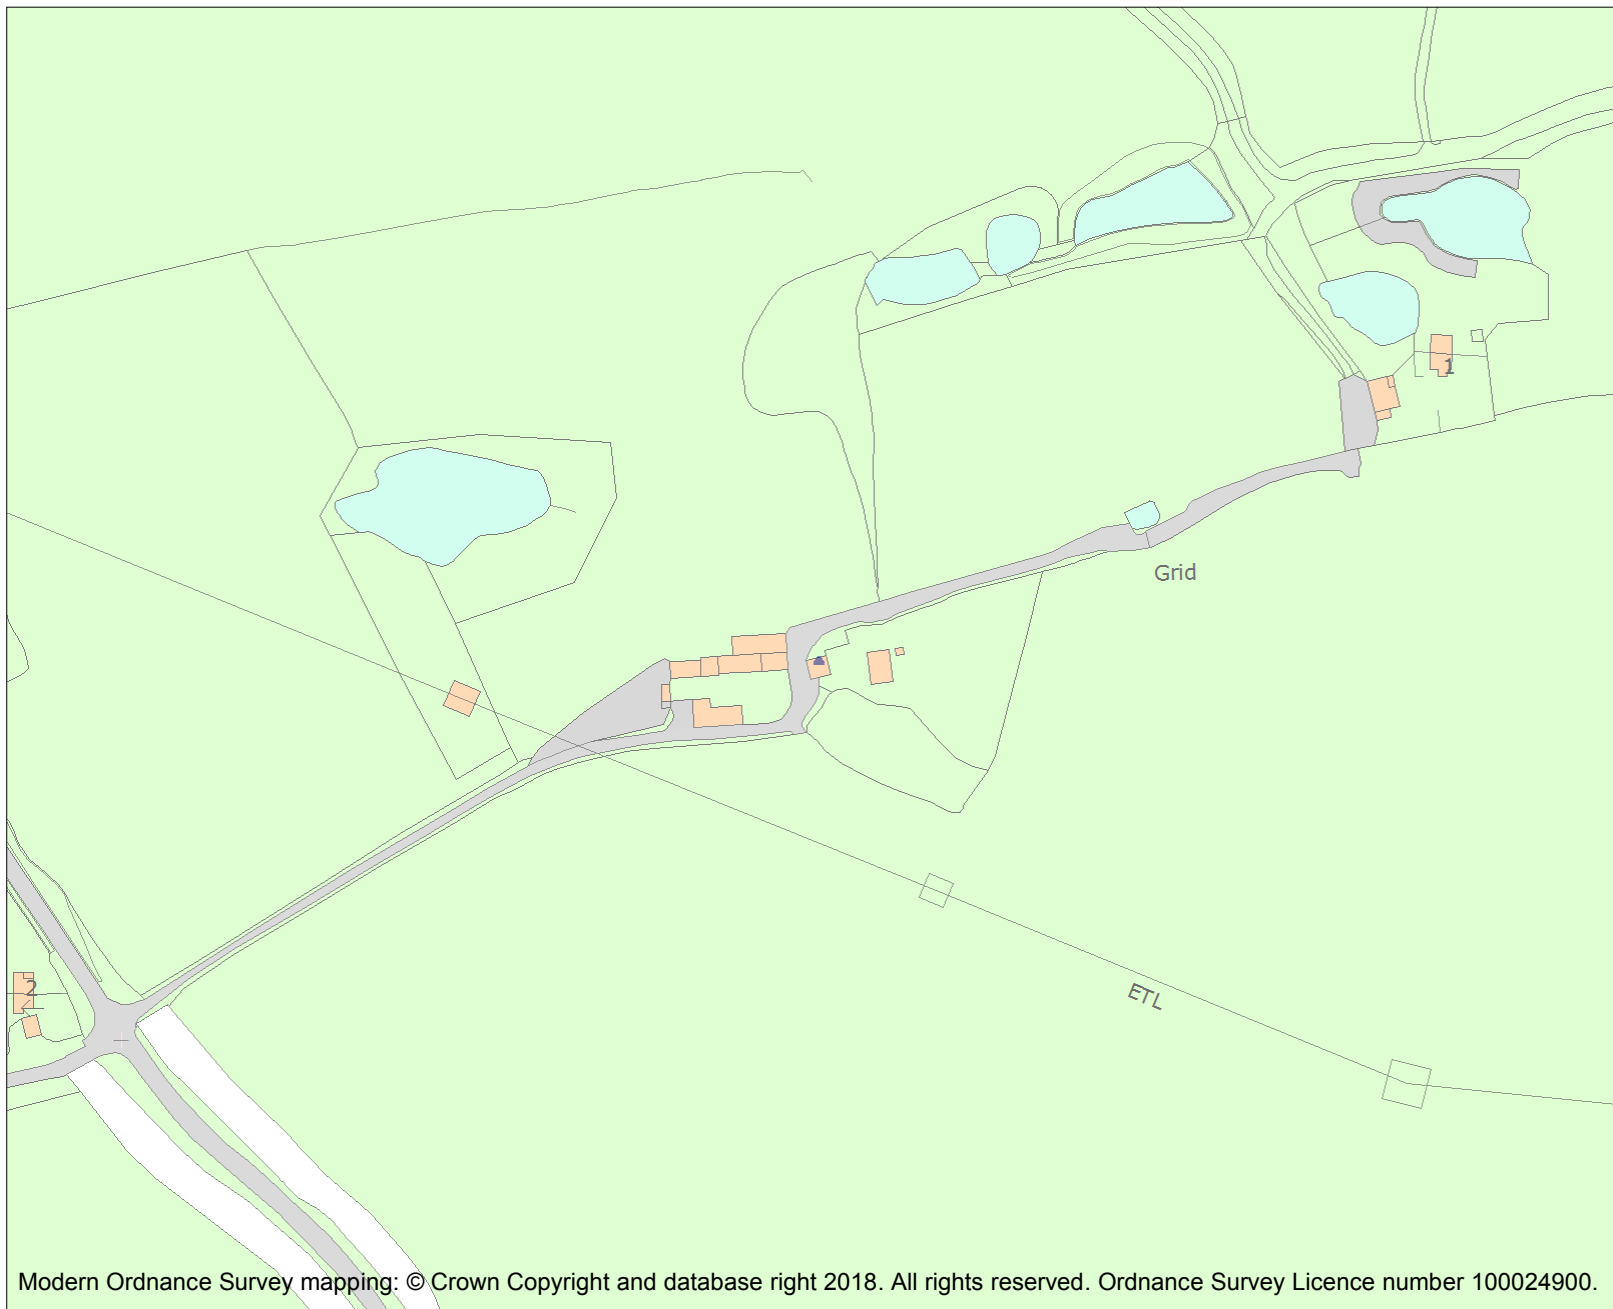 1
Grid
2
ETL
Modern Ordnance Survey mapping: © Crown Copyright and database right 2018. All rights reserved. Ordnance Survey Licence number 100024900.